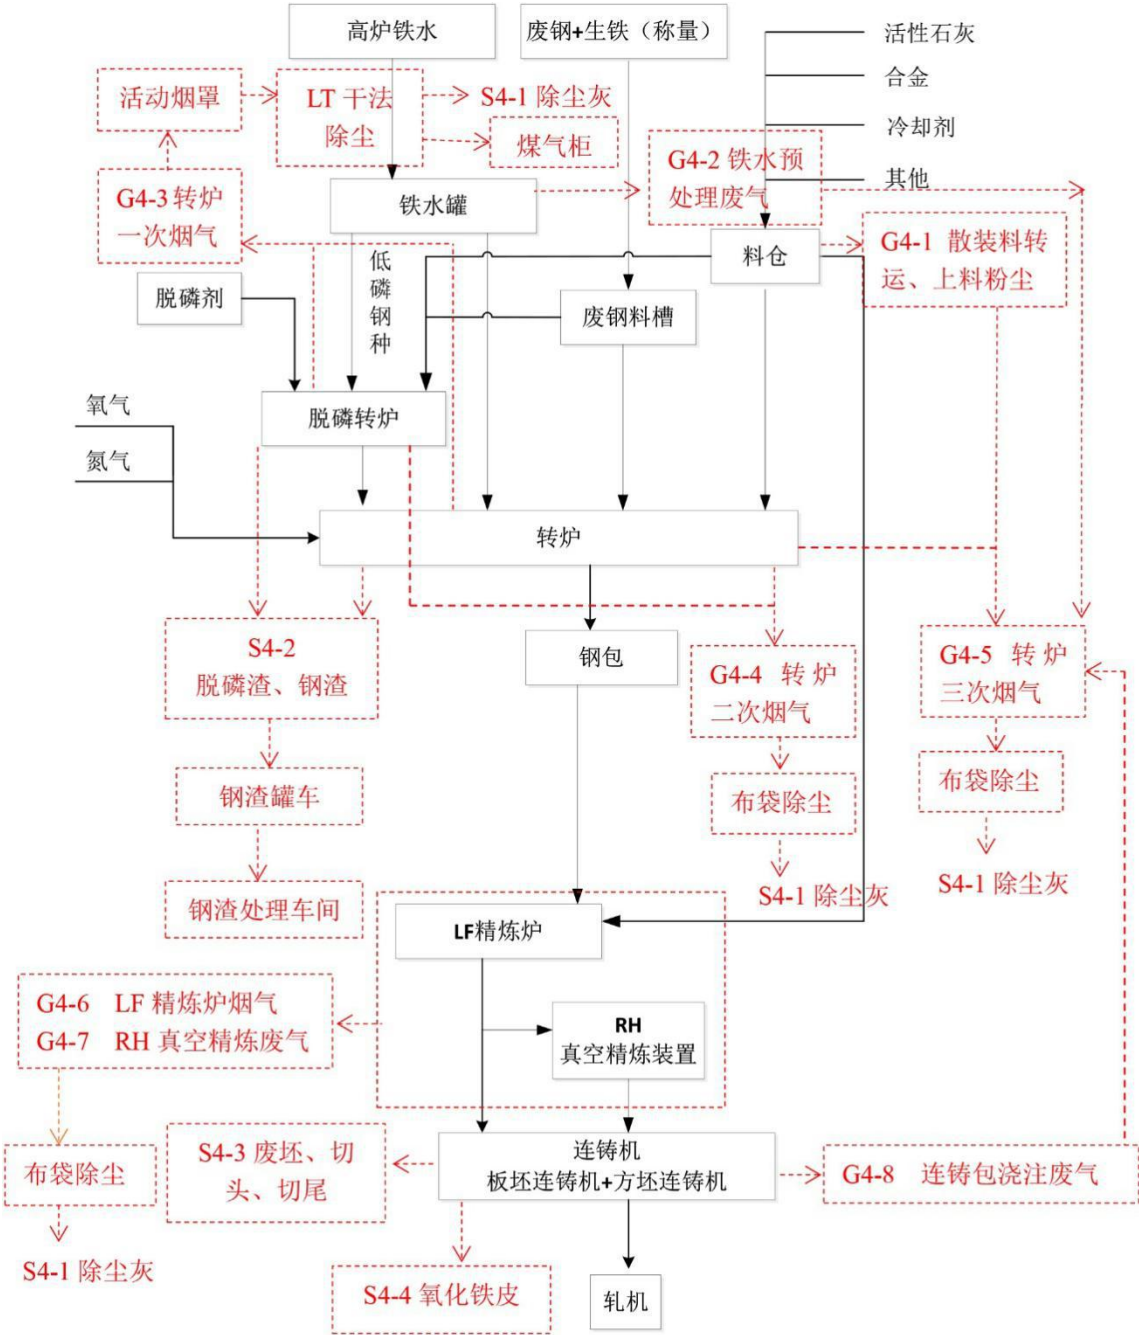 高炉铁水
废钢+生铁（称量）
活性石灰
合金
冷却剂
其他
活动烟罩
LT 干法
除尘
S4-1 除尘灰
煤气柜
G4-2 铁水预
处理废气
G4-3 转炉
一次烟气
铁水罐
料仓
G4-1 散装料转
运、上料粉尘
脱磷剂
低
磷
钢
种
废钢料槽
氧气
氮气
脱磷转炉
转炉
S4-2
脱磷渣、钢渣
钢包
G4-4 转 炉
二次烟气
G4-5 转 炉
三次烟气
钢渣罐车
布袋除尘
布袋除尘
钢渣处理车间
S4-1 除尘灰
S4-1 除尘灰
LF精炼炉
G4-6 LF 精炼炉烟气
G4-7 RH 真空精炼废气
RH
真空精炼装置
布袋除尘
S4-3 废坯、切
头、切尾
连铸机
板坯连铸机+方坯连铸机
G4-8 连铸包浇注废气
S4-1 除尘灰
S4-4 氧化铁皮
轧机